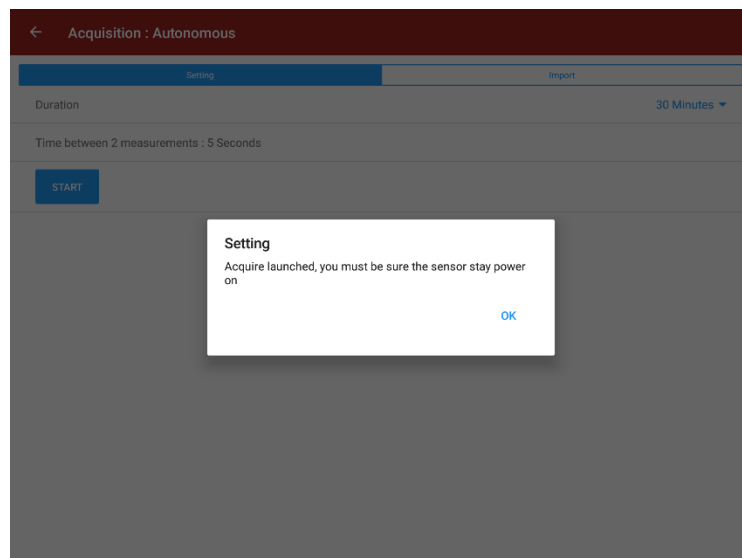 Acquisition : Autonomous
Setting
Import
Duration
30 Minutes
Time between 2 measurements : 5 Seconds
START
Setting
Acquire launched, you must be sure the sensor stay power
on
OK